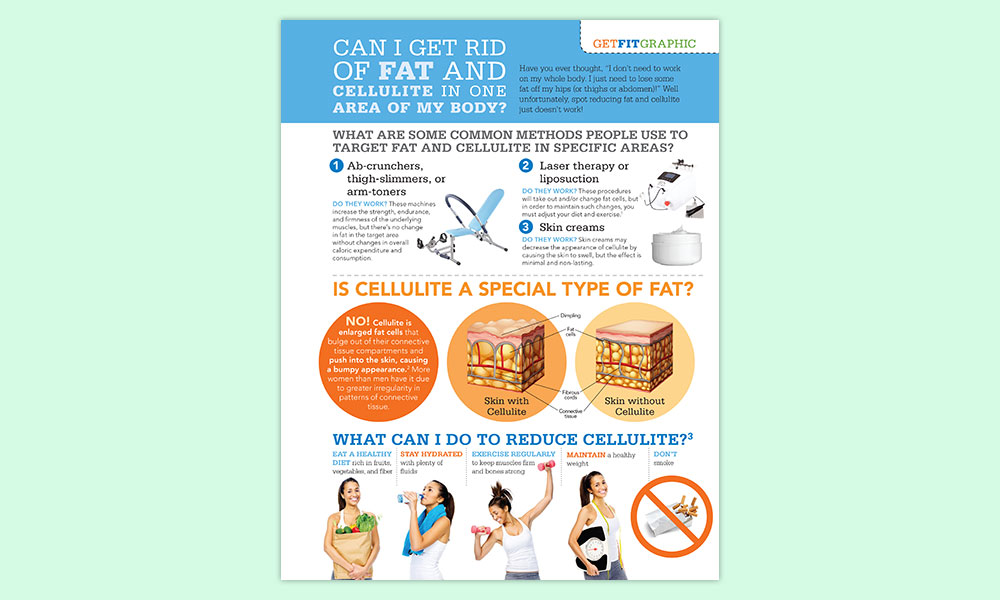 CAN I GET RID
OF FAT AND
CELLULITE IN ONE
AREA OF MY BODY?
GETFITGRAPHIC
Have you ever thought, "I don't need to work
on my whole body. I just need to lose some
fat off my hips (or thighs or abdomen)!" Well
unfortunately, spot reducing fat and cellulite
just doesn't work!
WHAT ARE SOME COMMON METHODS PEOPLE USE TO
TARGET FAT AND CELLULITE IN SPECIFIC AREAS?
1 Ab-crunchers,
thigh-slimmers, or
arm-toners
DO THEY WORK? These machines
increase the strength, endurance,
and firmness of the underlying
muscles, but there's no change
in fat in the target area
without changes in overall
caloric expenditure and
consumption.
2 Laser therapy or
liposuction
DO THEY WORK? These procedures
will take out and/or change fat cells, but
in order to maintain such changes, you
must adjust your diet and exercise.¹
3 Skin creams
DO THEY WORK? Skin creams may
decrease the appearance of cellulite by
causing the skin to swell, but the effect is
minimal and non-lasting.
IS CELLULITE A SPECIAL TYPE OF FAT?
NO! Cellulite is
enlarged fat cells that
bulge out of their connective
tissue compartments and
push into the skin, causing
a bumpy appearance.² More
women than men have it due
to greater irregularity in
patterns of connective
tissue.
Dimpling
Fat
cells
Fibrous
cords
Connective
tissue
Skin with
Cellulite
Skin without
Cellulite
WHAT CAN I DO TO REDUCE CELLULITE?³
EAT A HEALTHY
DIET rich in fruits,
vegetables, and fiber
STAY HYDRATED
with plenty of
fluids
EXERCISE REGULARLY
to keep muscles firm
and bones strong
MAINTAIN a healthy
weight
DON'T
smoke